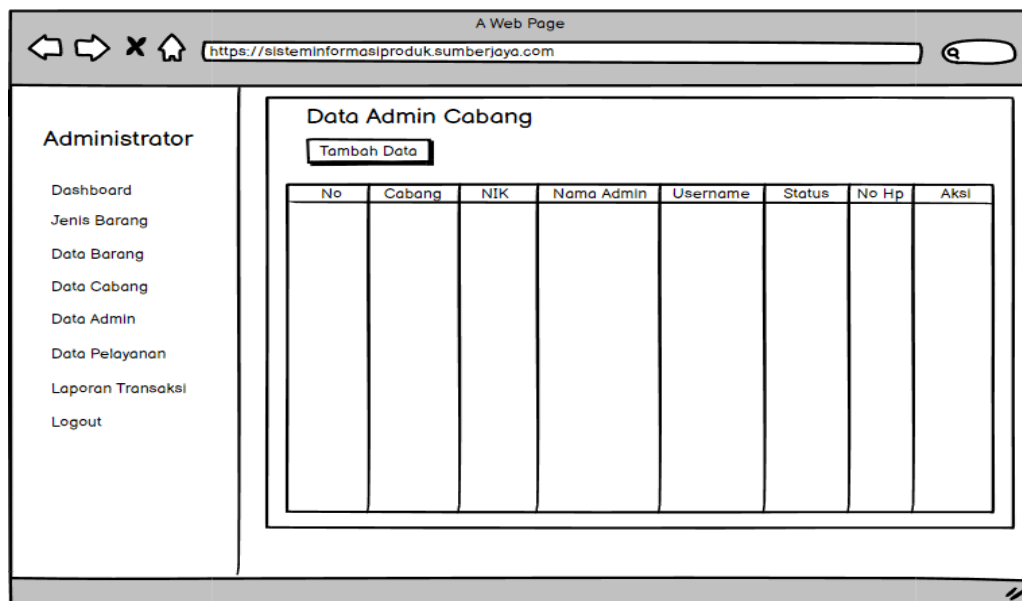 A Web Page
https://sisteminformasiproduk.sumberjaya.com
Administrator
Dashboard
Jenis Barang
Data Barang
Data Cabang
Data Admin
Data Pelayanan
Laporan Transaksi
Logout
Data Admin Cabang
Tambah Data
No Cabang NIK Nama Admin Username Status No Hp Aksi